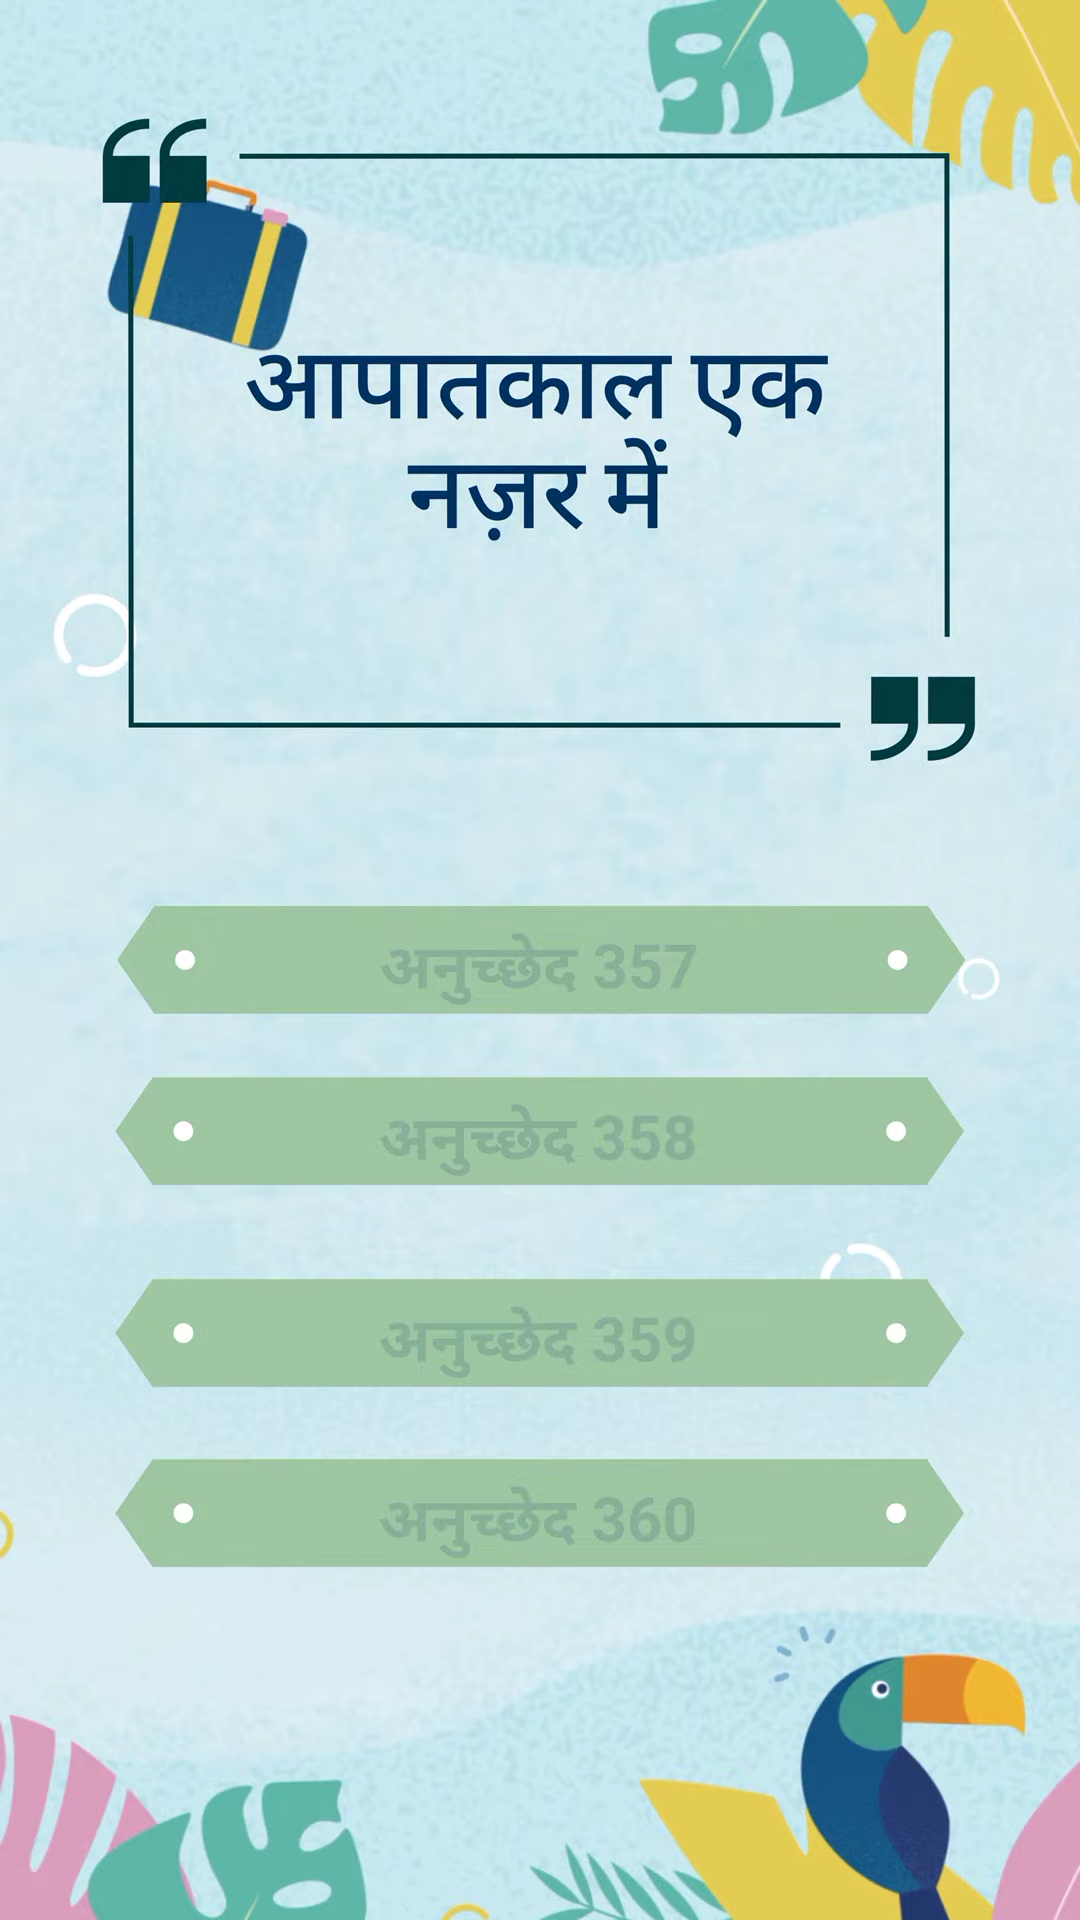 आपातकाल एक
नज़र में
अनुच्छेद 357
अनुच्छेद 358
अनुच्छेद 359
अनुच्छेद 360